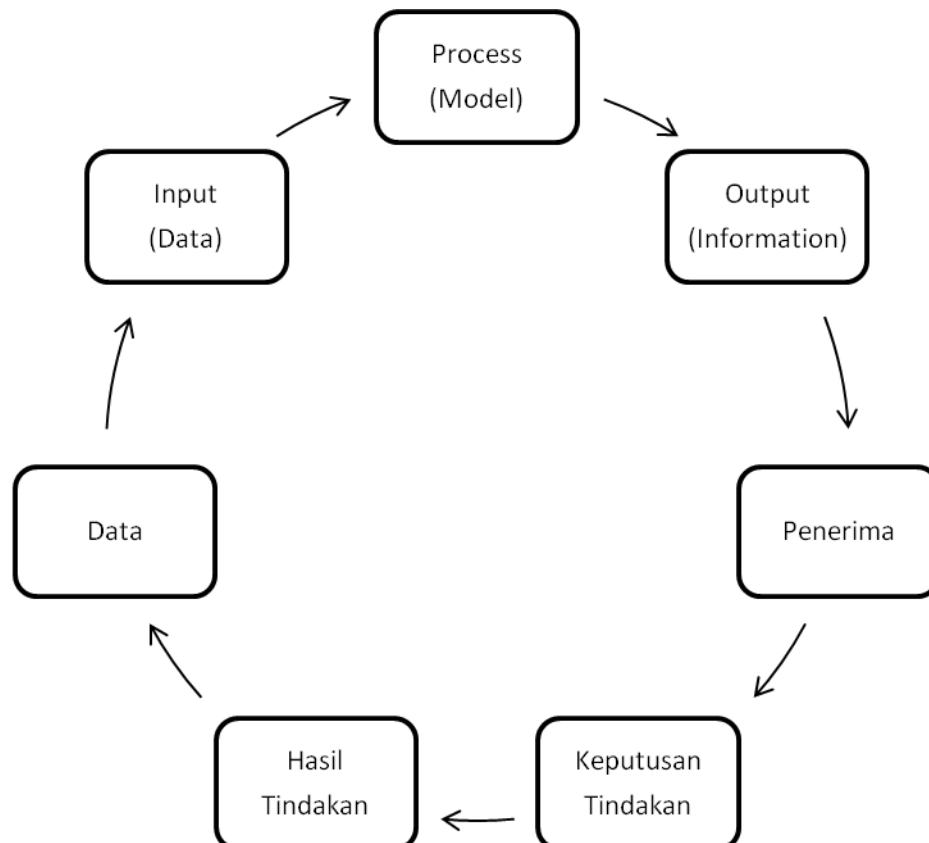 Process
(Model)
Input
(Data)
Output
(Information)
Data
Penerima
Hasil
Tindakan
Keputusan
Tindakan